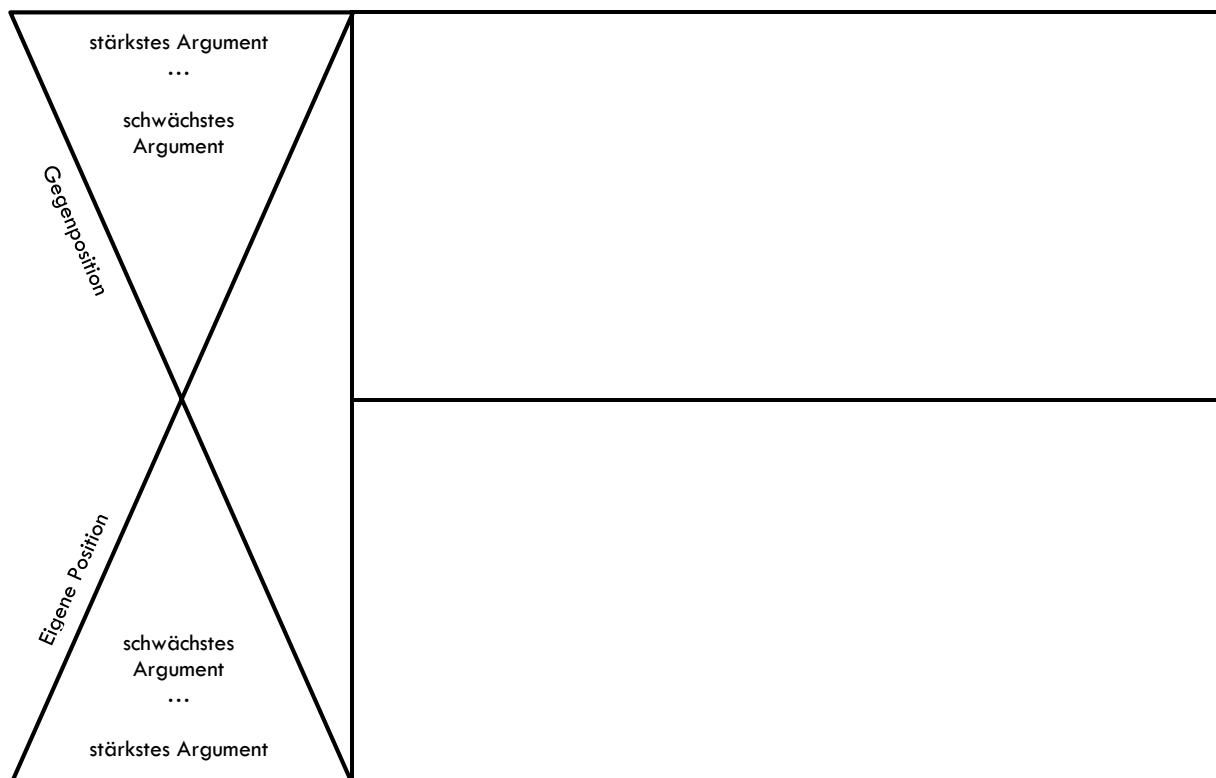 stärkstes Argument
...
schwächstes
Argument
Gegenposition
Eigene Position
schwächstes
Argument
...
stärkstes Argument